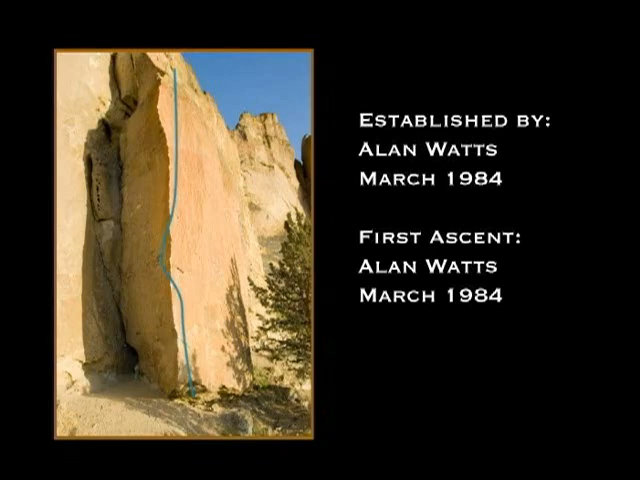 Established by:
Alan Watts
March 1984
First Ascent:
Alan Watts
March 1984